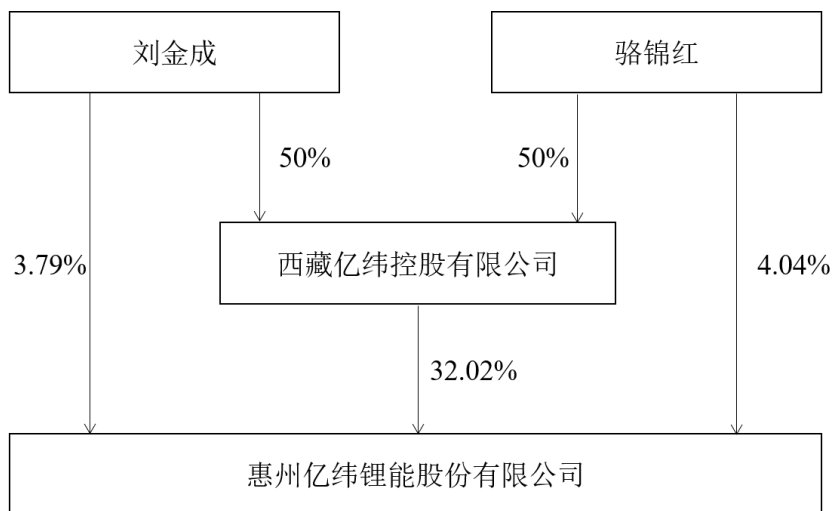 刘金成
骆锦红
50%
50%
西藏亿纬控股有限公司
3.79%
4.04%
32.02%
惠州亿纬锂能股份有限公司